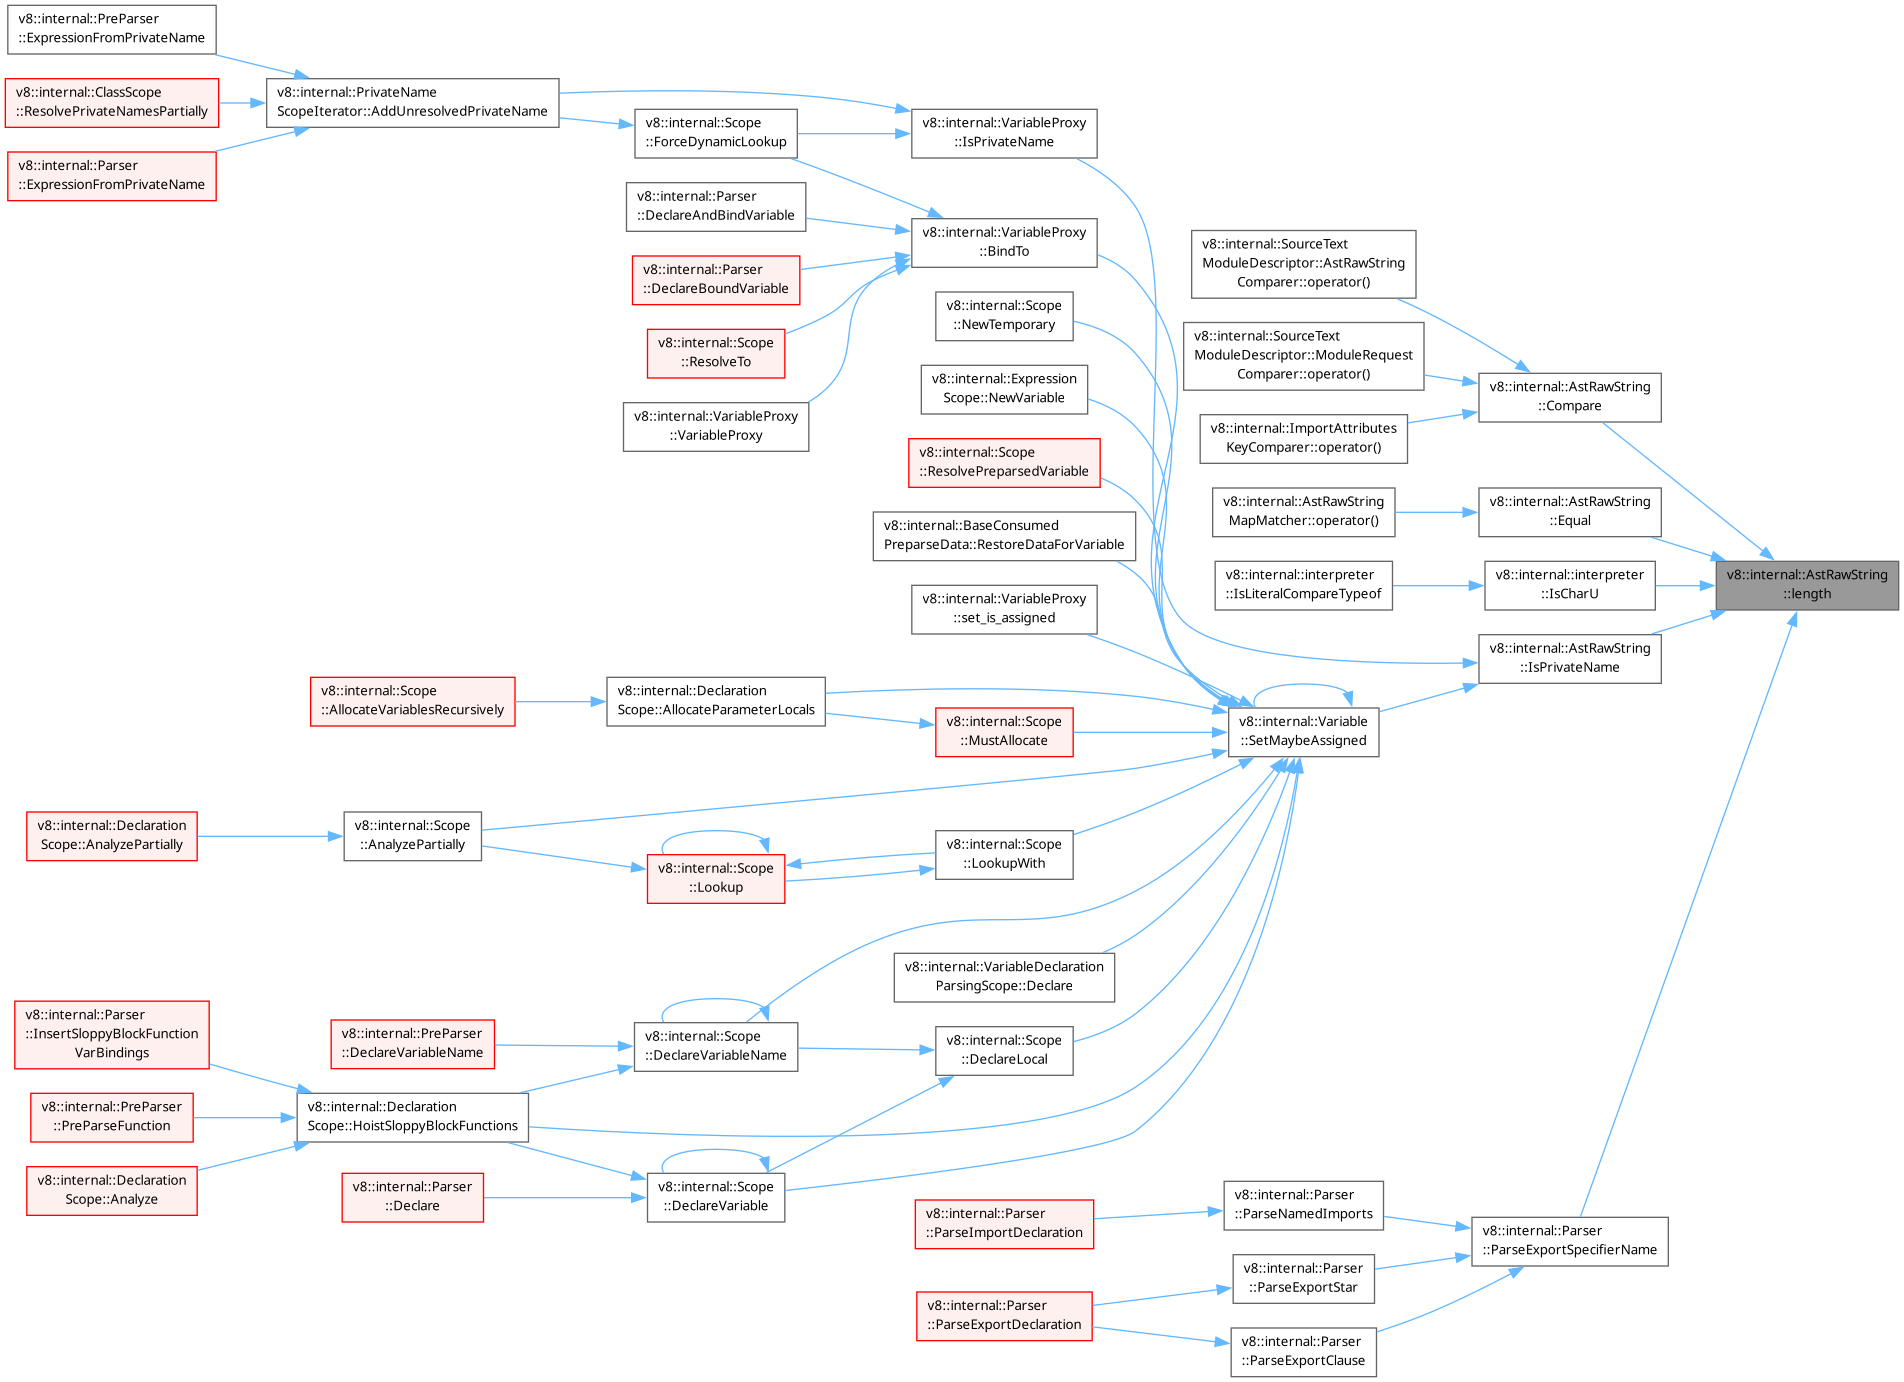 v8::internal::PreParser
::ExpressionFromPrivateName
v8::internal::ClassScope
::ResolvePrivateNamesPartially
v8::internal::Parser
::ExpressionFromPrivateName
v8::internal::PrivateName
ScopeIterator::AddUnresolvedPrivateName
v8::internal::Scope
::ForceDynamicLookup
v8::internal::VariableProxy
::IsPrivateName
v8::internal::Parser
::DeclareAndBindVariable
v8::internal::VariableProxy
::BindTo
v8::internal::Parser
::DeclareBoundVariable
v8::internal::Scope
::ResolveTo
v8::internal::VariableProxy
::VariableProxy
v8::internal::Scope
::NewTemporary
v8::internal::Expression
Scope::NewVariable
v8::internal::Scope
::ResolvePreparsedVariable
v8::internal::BaseConsumed
PreparseData::RestoreDataForVariable
v8::internal::VariableProxy
::set_is_assigned
v8::internal::SourceText
ModuleDescriptor::AstRawString
Comparer::operator()
v8::internal::SourceText
ModuleDescriptor::ModuleRequest
Comparer::operator()
v8::internal::ImportAttributes
KeyComparer::operator()
v8::internal::AstRawString
::Compare
v8::internal::AstRawString
MapMatcher::operator()
v8::internal::AstRawString
::Equal
v8::internal::interpreter
::IsLiteralCompareTypeof
v8::internal::interpreter
::IsCharU
v8::internal::AstRawString
::length
v8::internal::AstRawString
::IsPrivateName
v8::internal::Scope
::AllocateVariablesRecursively
v8::internal::Declaration
Scope::AllocateParameterLocals
v8::internal::Scope
::MustAllocate
v8::internal::Variable
::SetMaybeAssigned
v8::internal::Declaration
Scope::AnalyzePartially
v8::internal::Scope
::AnalyzePartially
v8::internal::Scope
::Lookup
v8::internal::Scope
::LookupWith
v8::internal::VariableDeclaration
ParsingScope::Declare
v8::internal::Parser
::InsertSloppyBlockFunction
VarBindings
v8::internal::PreParser
::DeclareVariableName
v8::internal::Scope
::DeclareVariableName
v8::internal::Scope
::DeclareLocal
v8::internal::PreParser
::PreParseFunction
v8::internal::Declaration
Scope::HoistSloppyBlockFunctions
v8::internal::Declaration
Scope::Analyze
v8::internal::Parser
::Declare
v8::internal::Scope
::DeclareVariable
v8::internal::Parser
::ParseImportDeclaration
v8::internal::Parser
::ParseNamedImports
v8::internal::Parser
::ParseExportSpecifierName
v8::internal::Parser
::ParseExportStar
v8::internal::Parser
::ParseExportDeclaration
v8::internal::Parser
::ParseExportClause